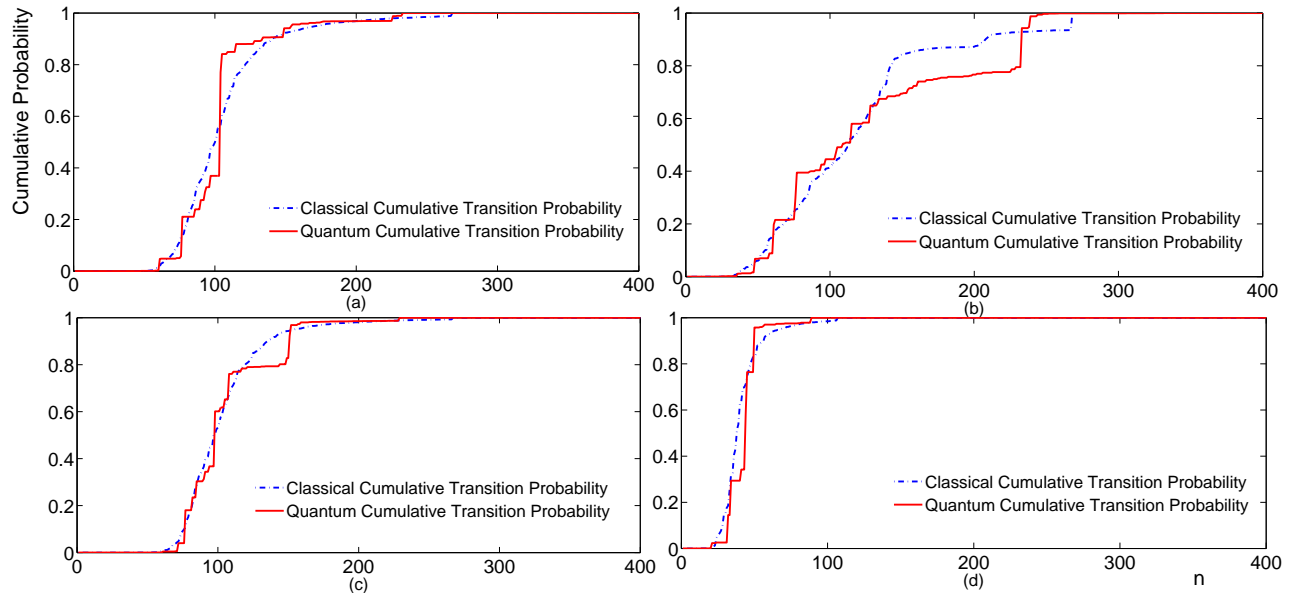 Cumulative Probability
1
0.8
0.6
0.4
0.2
0
0 100 200 300 400
Classical Cumulative Transition Probability
Quantum Cumulative Transition Probability
(a)
1
0.8
0.6
0.4
0.2
0
0 100 200 300 400
Classical Cumulative Transition Probability
Quantum Cumulative Transition Probability
(b)
1
0.8
0.6
0.4
0.2
0
0 100 200 300 400
Classical Cumulative Transition Probability
Quantum Cumulative Transition Probability
(c)
1
0.8
0.6
0.4
0.2
0
0 100 200 300 400
Classical Cumulative Transition Probability
Quantum Cumulative Transition Probability
(d)
n